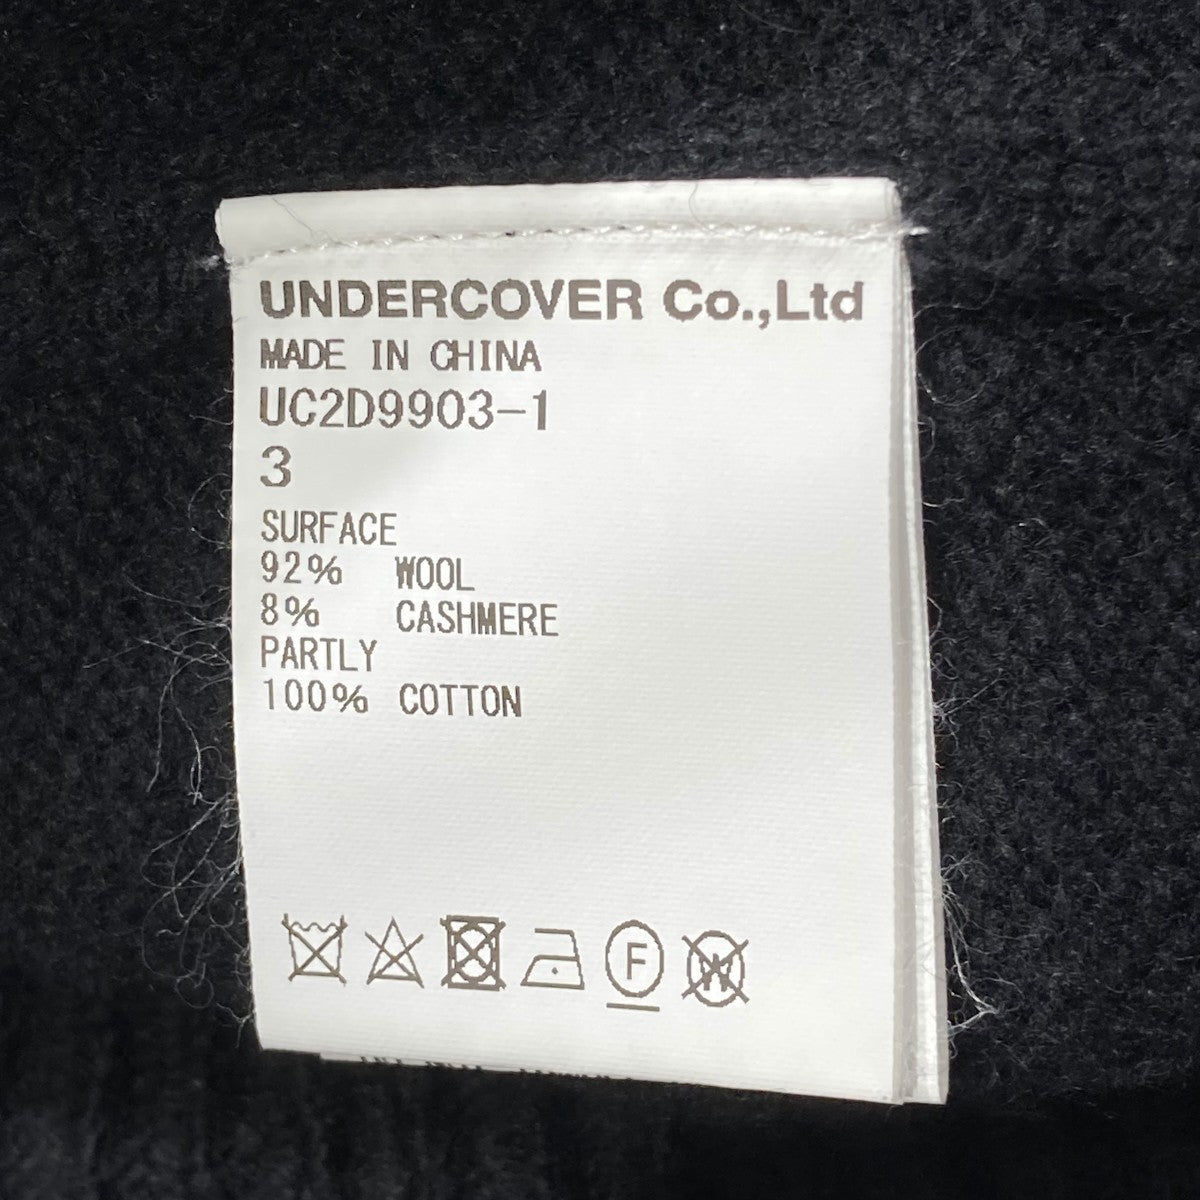 UNDERCOVER Co.,Ltd
MADE IN CHINA
UC2D9903-1
3
SURFACE
92% WOOL
8% CASHMERE
PARTLY
100% COTTON
F
W